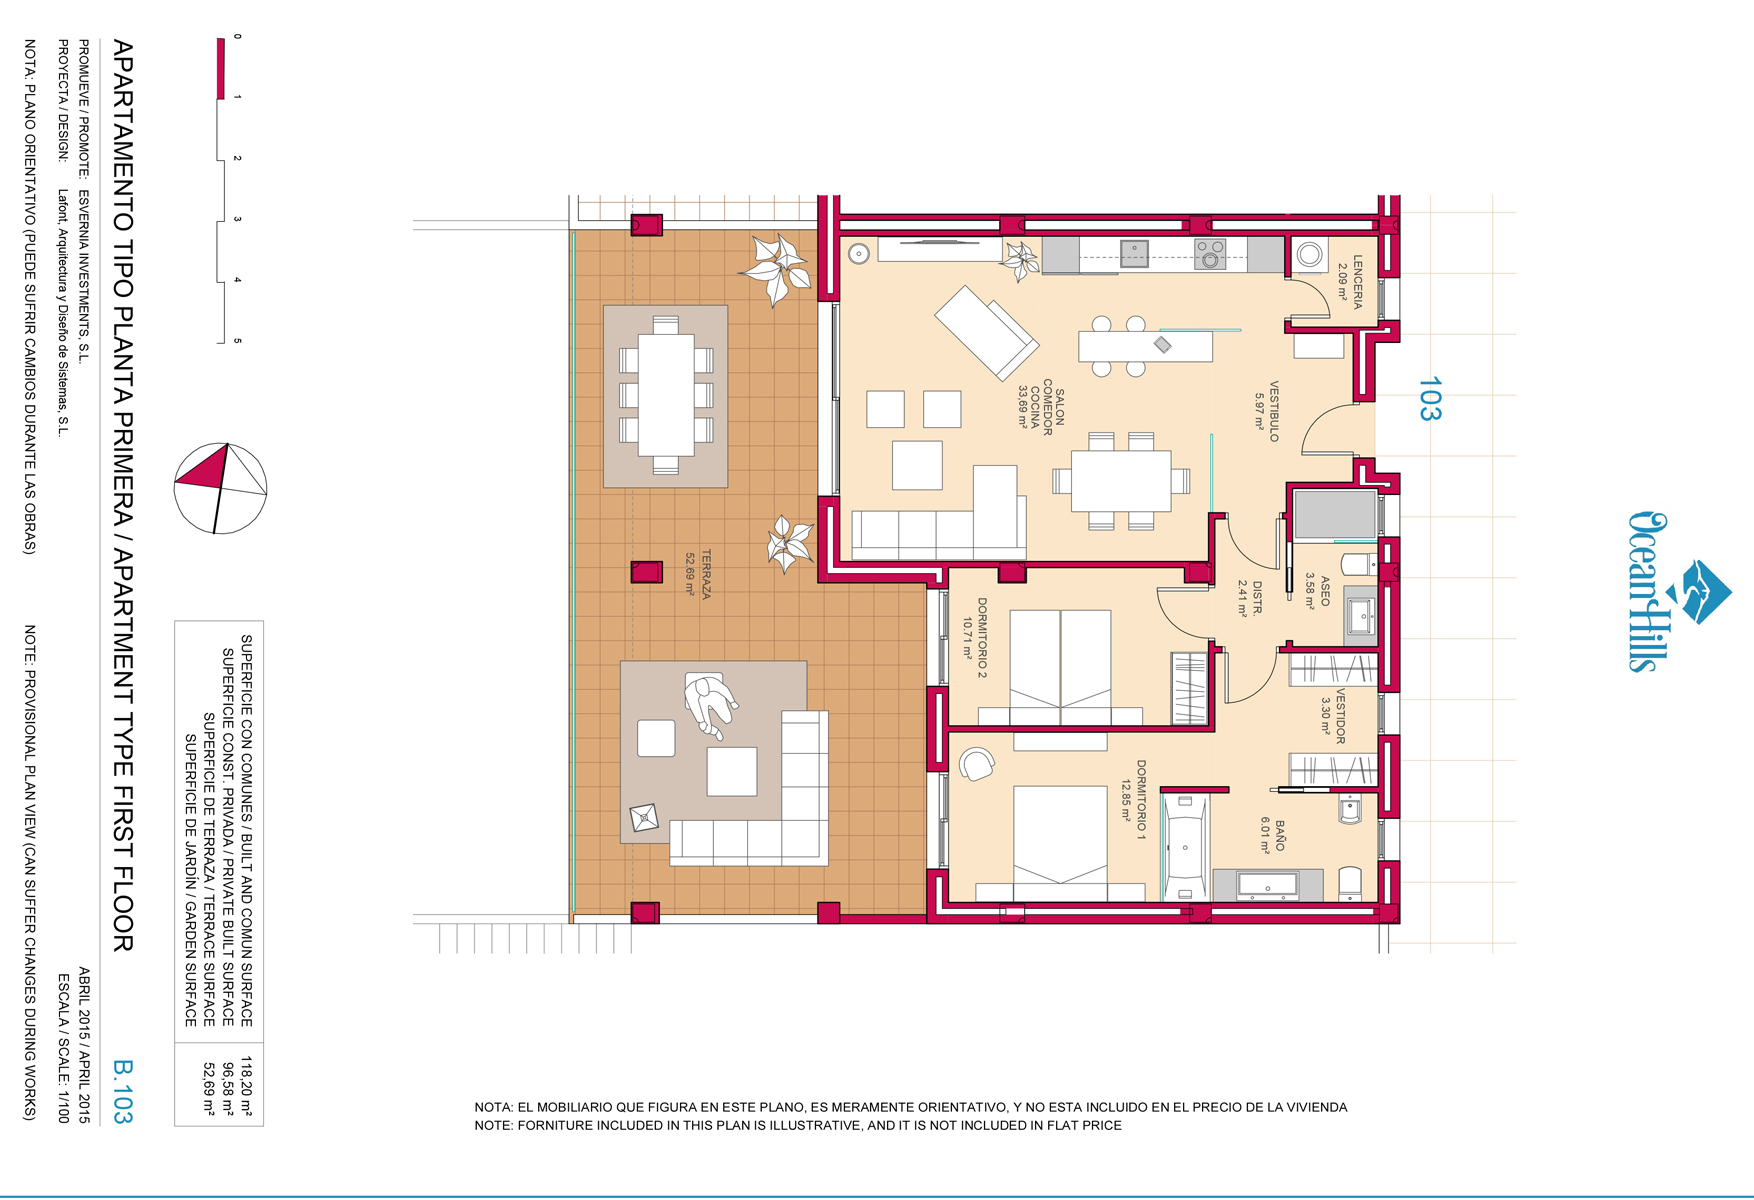 APARTAMENTO TIPO PLANTA PRIMERA / APARTMENT TYPE FIRST FLOOR
B.103
PROMUEVE / PROMOTE: ESVERNIA INVESTMENTS, S.L.
ABRIL 2015 / APRIL 2015
PROYECTA / DESIGN: Lafont, Arquitectura y Diseño de Sistemas, S.L.
ESCALA / SCALE: 1/100
NOTA: PLANO ORIENTATIVO (PUEDE SUFRIR CAMBIOS DURANTE LAS OBRAS)
NOTE: PROVISIONAL PLAN VIEW (CAN SUFFER CHANGES DURING WORKS)
0
1
2
3
4
5
SUPERFICIE CON COMUNES / BUILT AND COMUN SURFACE 118,20 m²
SUPERFICIE CONST. PRIVADA / PRIVATE BUILT SURFACE 96,58 m²
SUPERFICIE DE TERRAZA / TERRACE SURFACE 52,69 m²
SUPERFICIE DE JARDÍN / GARDEN SURFACE
103
LENCERIA
2.09 m²
VESTIBULO
5.97 m²
SALON
COMEDOR
COCINA
33,69 m²
TERRAZA
52.69 m²
ASEO
3.58 m²
DISTR.
2.41 m²
DORMITORIO 2
10.71 m²
VESTIDOR
3.30 m²
DORMITORIO 1
12.85 m²
BAÑO
6.01 m²
Ocean Hills
NOTA: EL MOBILIARIO QUE FIGURA EN ESTE PLANO, ES MERAMENTE ORIENTATIVO, Y NO ESTA INCLUIDO EN EL PRECIO DE LA VIVIENDA
NOTE: FORNITURE INCLUDED IN THIS PLAN IS ILLUSTRATIVE, AND IT IS NOT INCLUDED IN FLAT PRICE